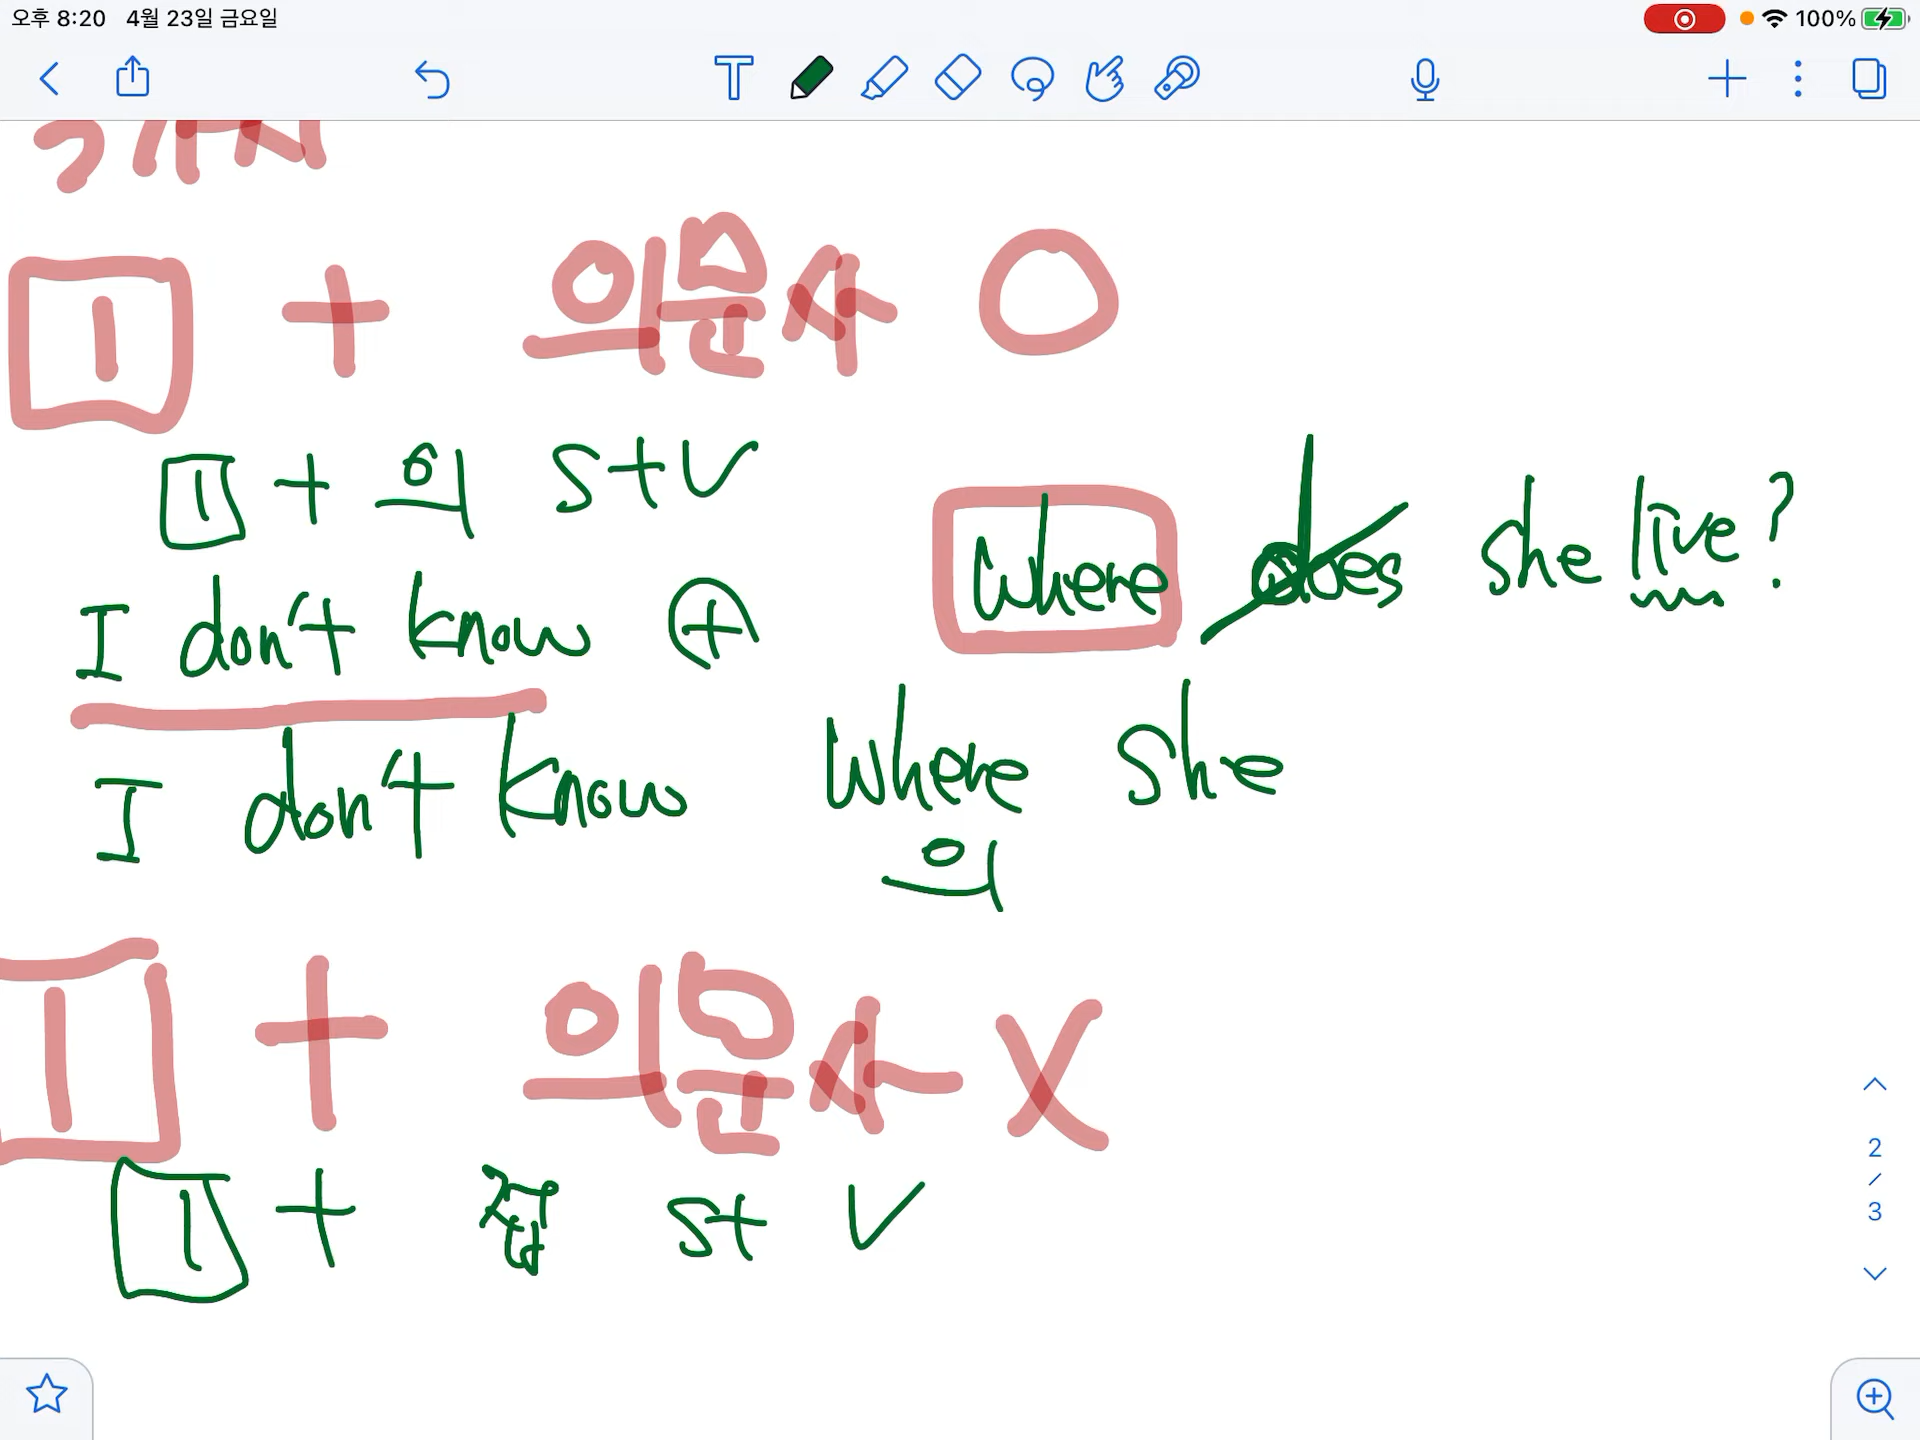 오후 8:20 4월 23일 금요일 100%
1 + 의문사 O
1 + 의 S+V
Where does she live?
I don't know +
I don't know Where she
의
1 + 의문사 X
1 + 접 S+ V
2
/
3